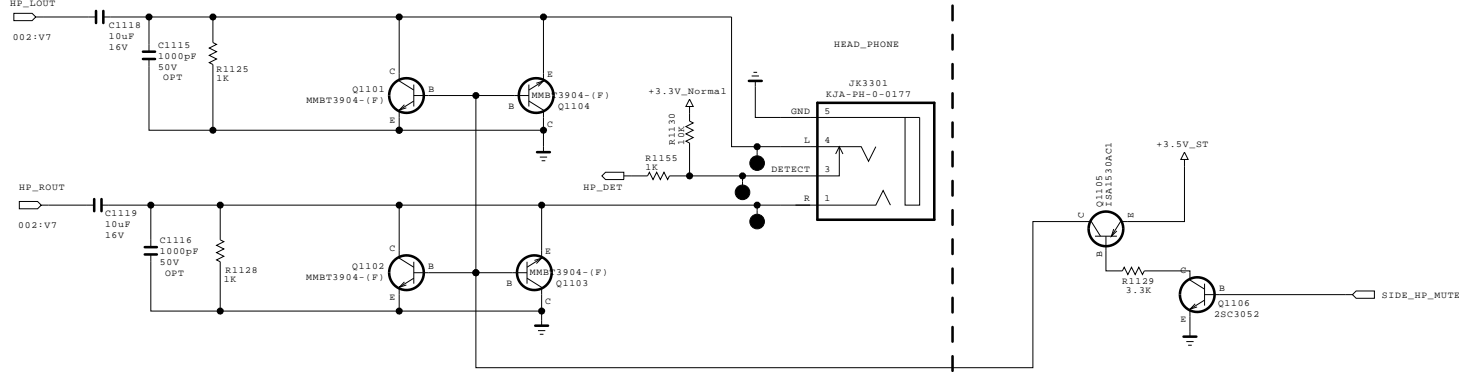 HP_LOUT
002:V7
C1118
10uF
16V
C1115
1000pF
50V
OPT
R1125
1K
C
Q1101
MMBT3904-(F)
B
E
E
MMBT3904-(F)
B
Q1104
C
HEAD_PHONE
JK3301
KJA-PH-0-0177
+3.3V_Normal
R1130
10K
GND
5
L
4
R1155
1K
DETECT
3
HP_DET
R
1
HP_ROUT
002:V7
C1119
10uF
16V
C1116
1000pF
50V
OPT
R1128
1K
C
Q1102
MMBT3904-(F)
B
E
E
MMBT3904-(F)
B
Q1103
C
+3.5V_ST
Q1105
ISA1530AC1
C
E
B
R1129
3.3K
C
B
Q1106
2SC3052
E
SIDE_HP_MUTE